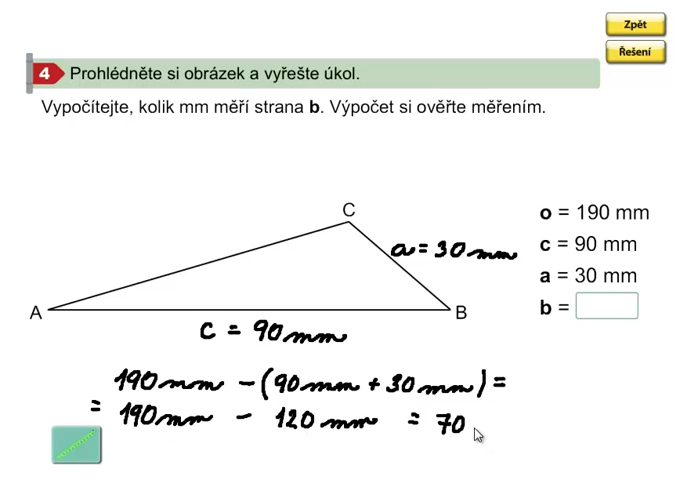 Zpět
Řešení
4 Prohlédněte si obrázek a vyřešte úkol.
Vypočítejte, kolik mm měří strana b. Výpočet si ověřte měřením.
C
a = 30 mm
A
B
c = 90 mm
o = 190 mm
c = 90 mm
a = 30 mm
b =
190 mm - (90 mm + 30 mm) =
= 190 mm - 120 mm = 70